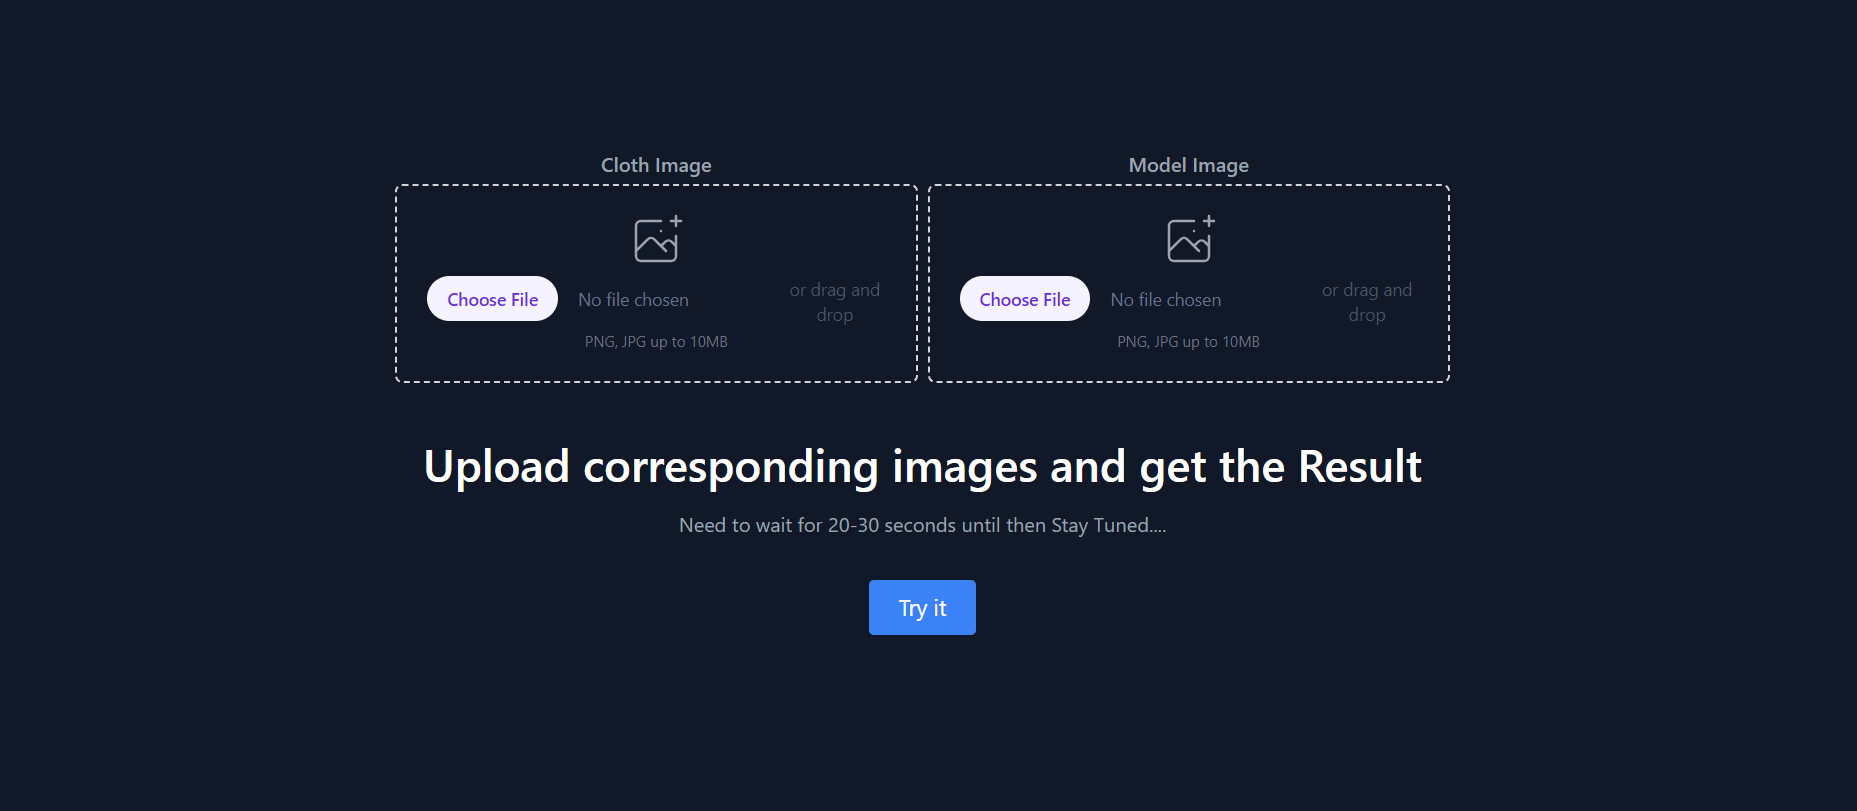 Cloth Image
Choose File
No file chosen
or drag and
drop
PNG, JPG up to 10MB
Model Image
Choose File
No file chosen
or drag and
drop
PNG, JPG up to 10MB
Upload corresponding images and get the Result
Need to wait for 20-30 seconds until then Stay Tuned....
Try it